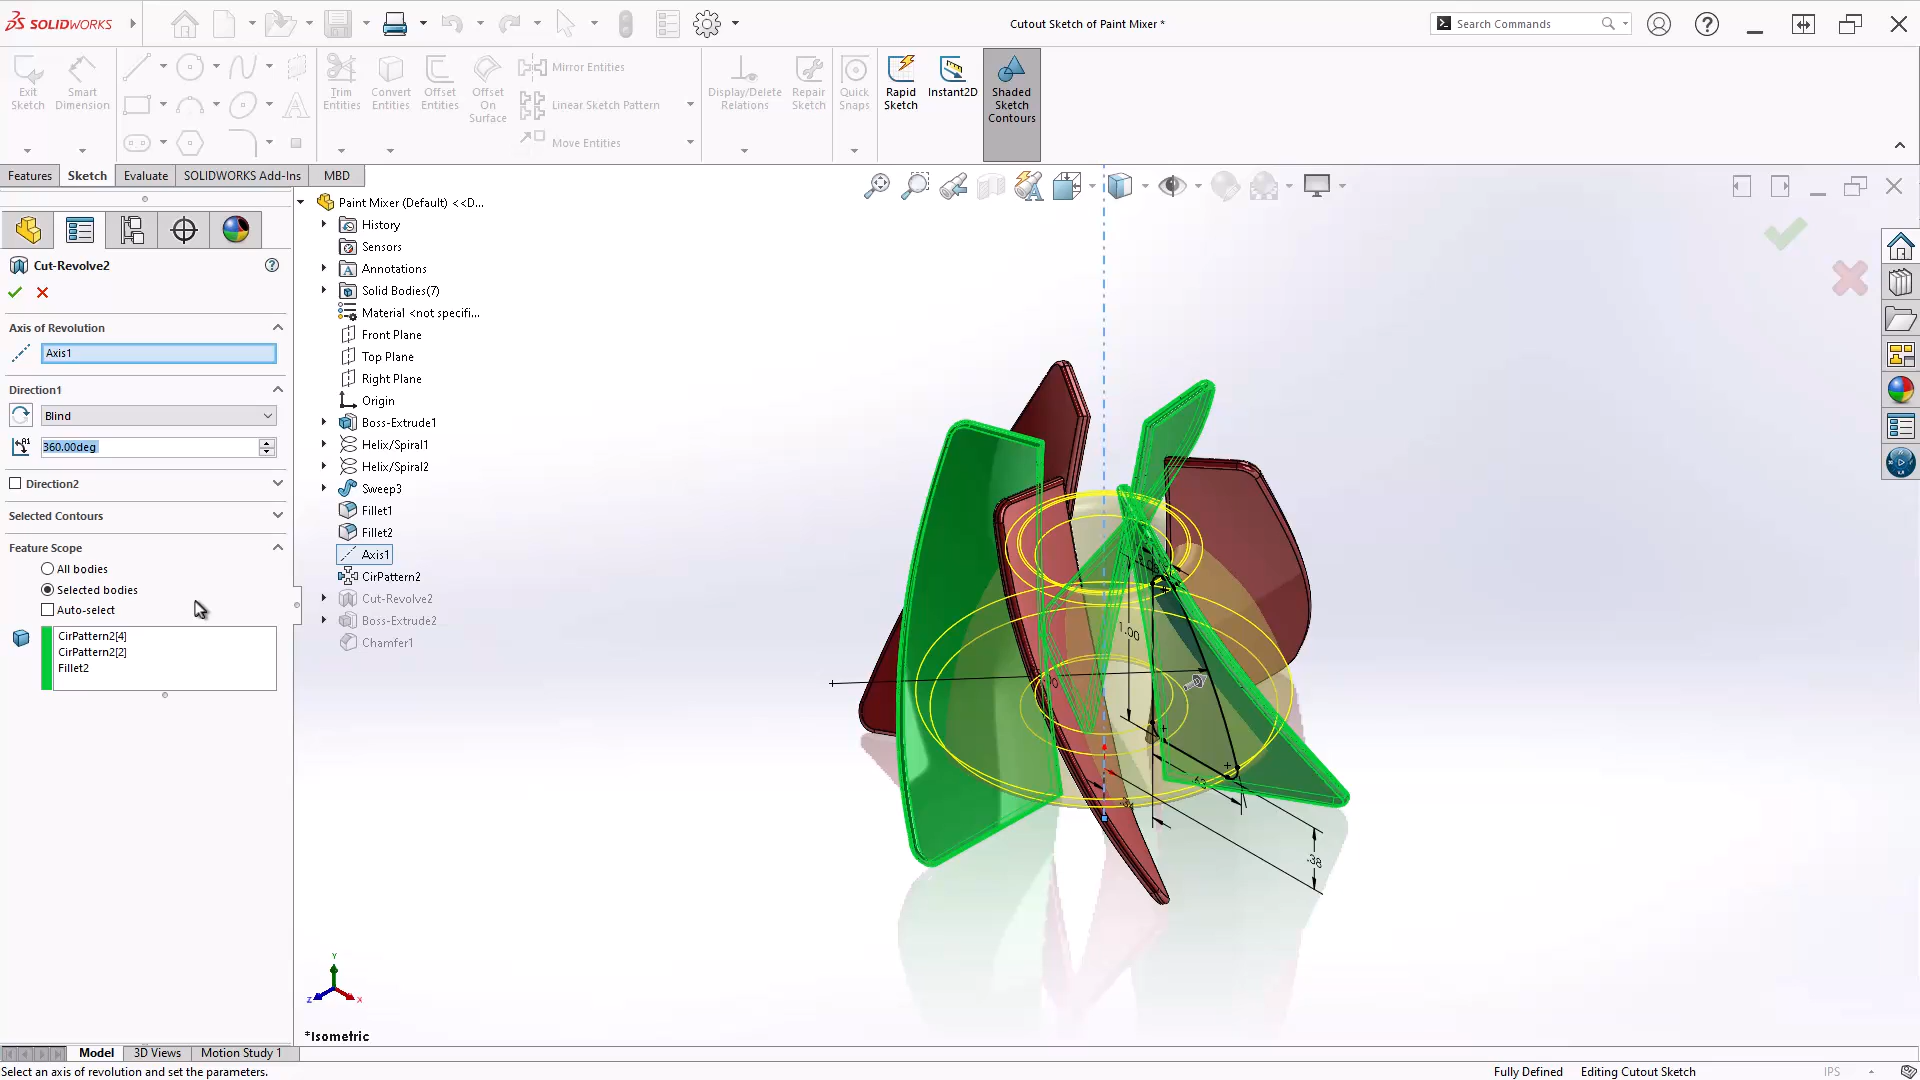 SOLIDWORKS
Cutout Sketch of Paint Mixer *
Search Commands
Exit Sketch
Smart Dimension
Trim Entities
Convert Entities
Offset Entities
Offset On Surface
Mirror Entities
Linear Sketch Pattern
Move Entities
Display/Delete Relations
Repair Sketch
Quick Snaps
Rapid Sketch
Instant2D
Shaded Sketch Contours
Features
Sketch
Evaluate
SOLIDWORKS Add-Ins
MBD
Cut-Revolve2
Axis of Revolution
Axis1
Direction1
Blind
360.00deg
Direction2
Selected Contours
Feature Scope
All bodies
Selected bodies
Auto-select
CirPattern2[4]
CirPattern2[2]
Fillet2
Paint Mixer (Default) <<D...
History
Sensors
Annotations
Solid Bodies(7)
Material <not specifi...
Front Plane
Top Plane
Right Plane
Origin
Boss-Extrude1
Helix/Spiral1
Helix/Spiral2
Sweep3
Fillet1
Fillet2
Axis1
CirPattern2
Cut-Revolve2
Boss-Extrude2
Chamfer1
1.00
.38
Y
Z
X
*Isometric
Model
3D Views
Motion Study 1
Select an axis of revolution and set the parameters.
Fully Defined
Editing Cutout Sketch
IPS